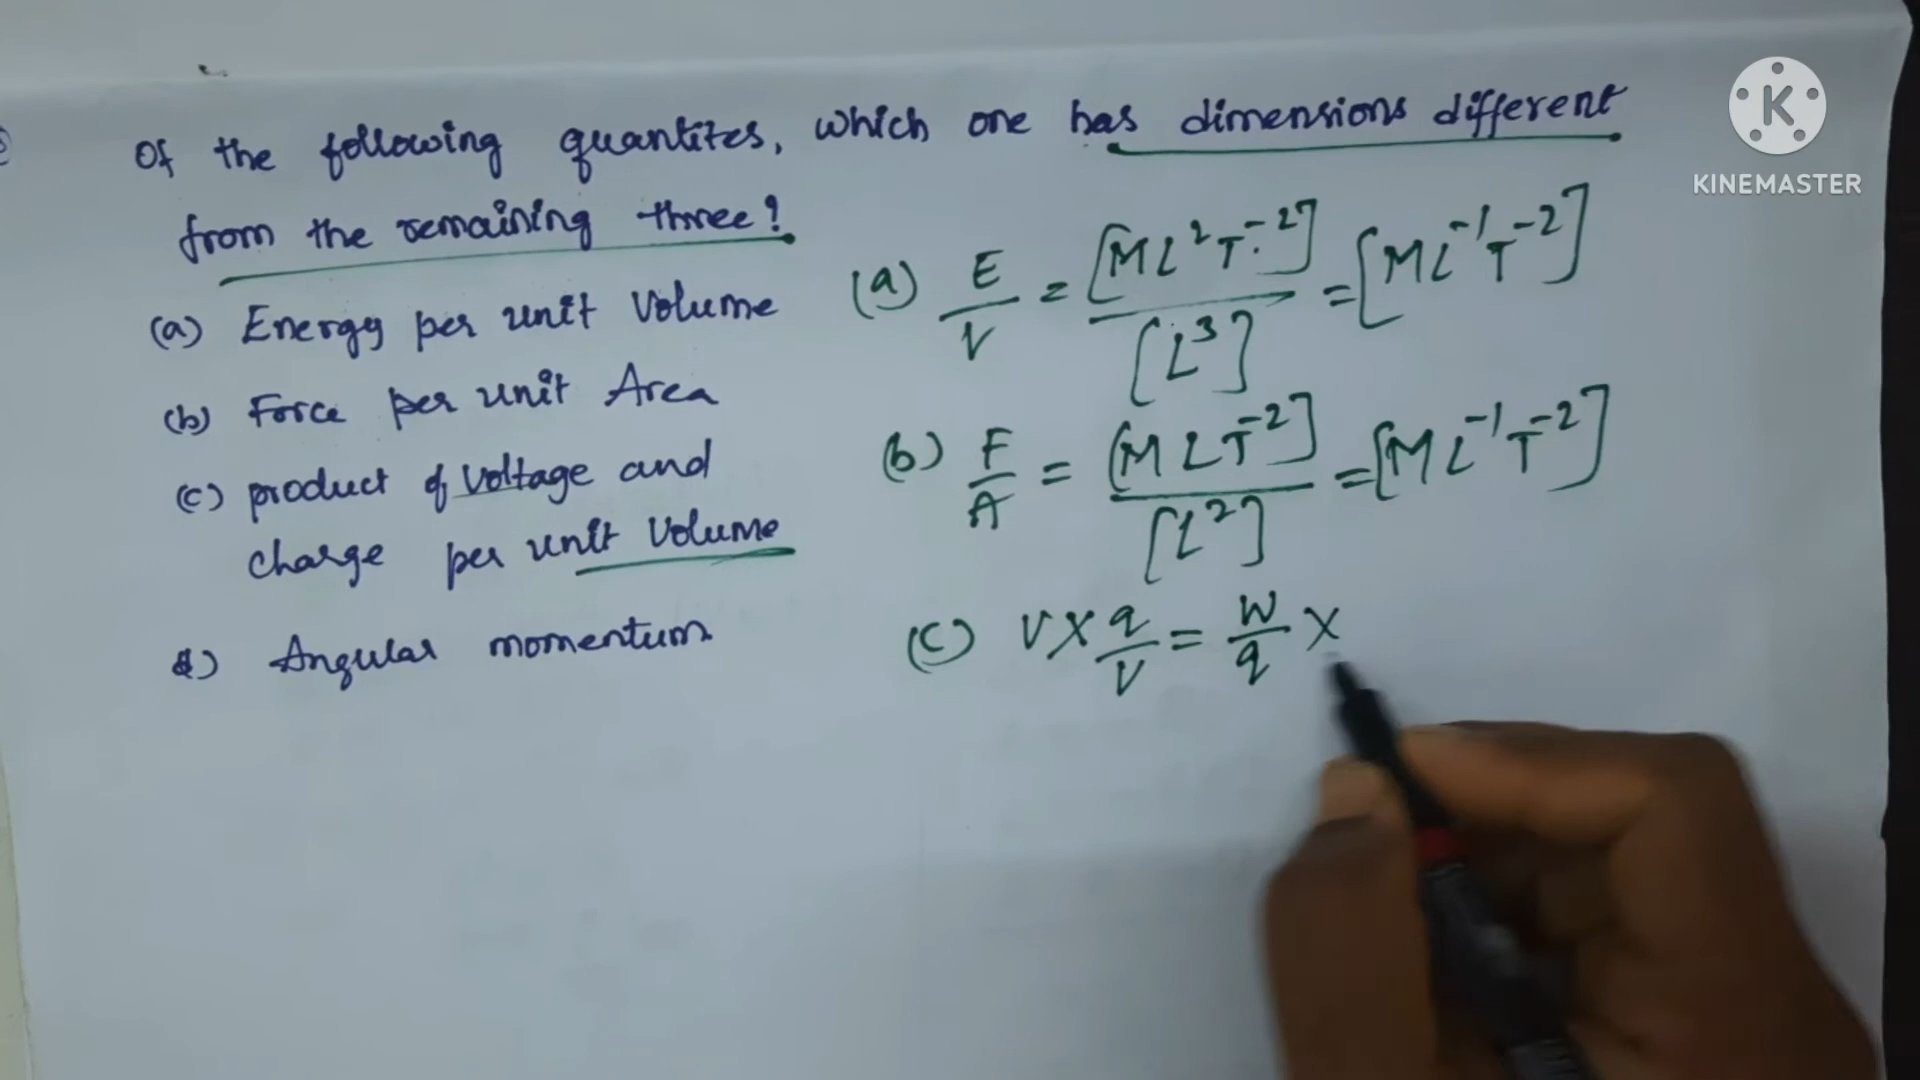 Of the following quantites, which one has dimensions different
from the remaining three?
(a) Energy per unit Volume
(b) Force per unit Area
(c) product of Voltage and
charge per unit Volume
d) Angular momentum
(a) E/V = [ML²T⁻²]/[L³] = [ML⁻¹T⁻²]
(b) F/A = [MLT⁻²]/[L²] = [ML⁻¹T⁻²]
(c) V X q/V = W/q X
K
KINEMASTER